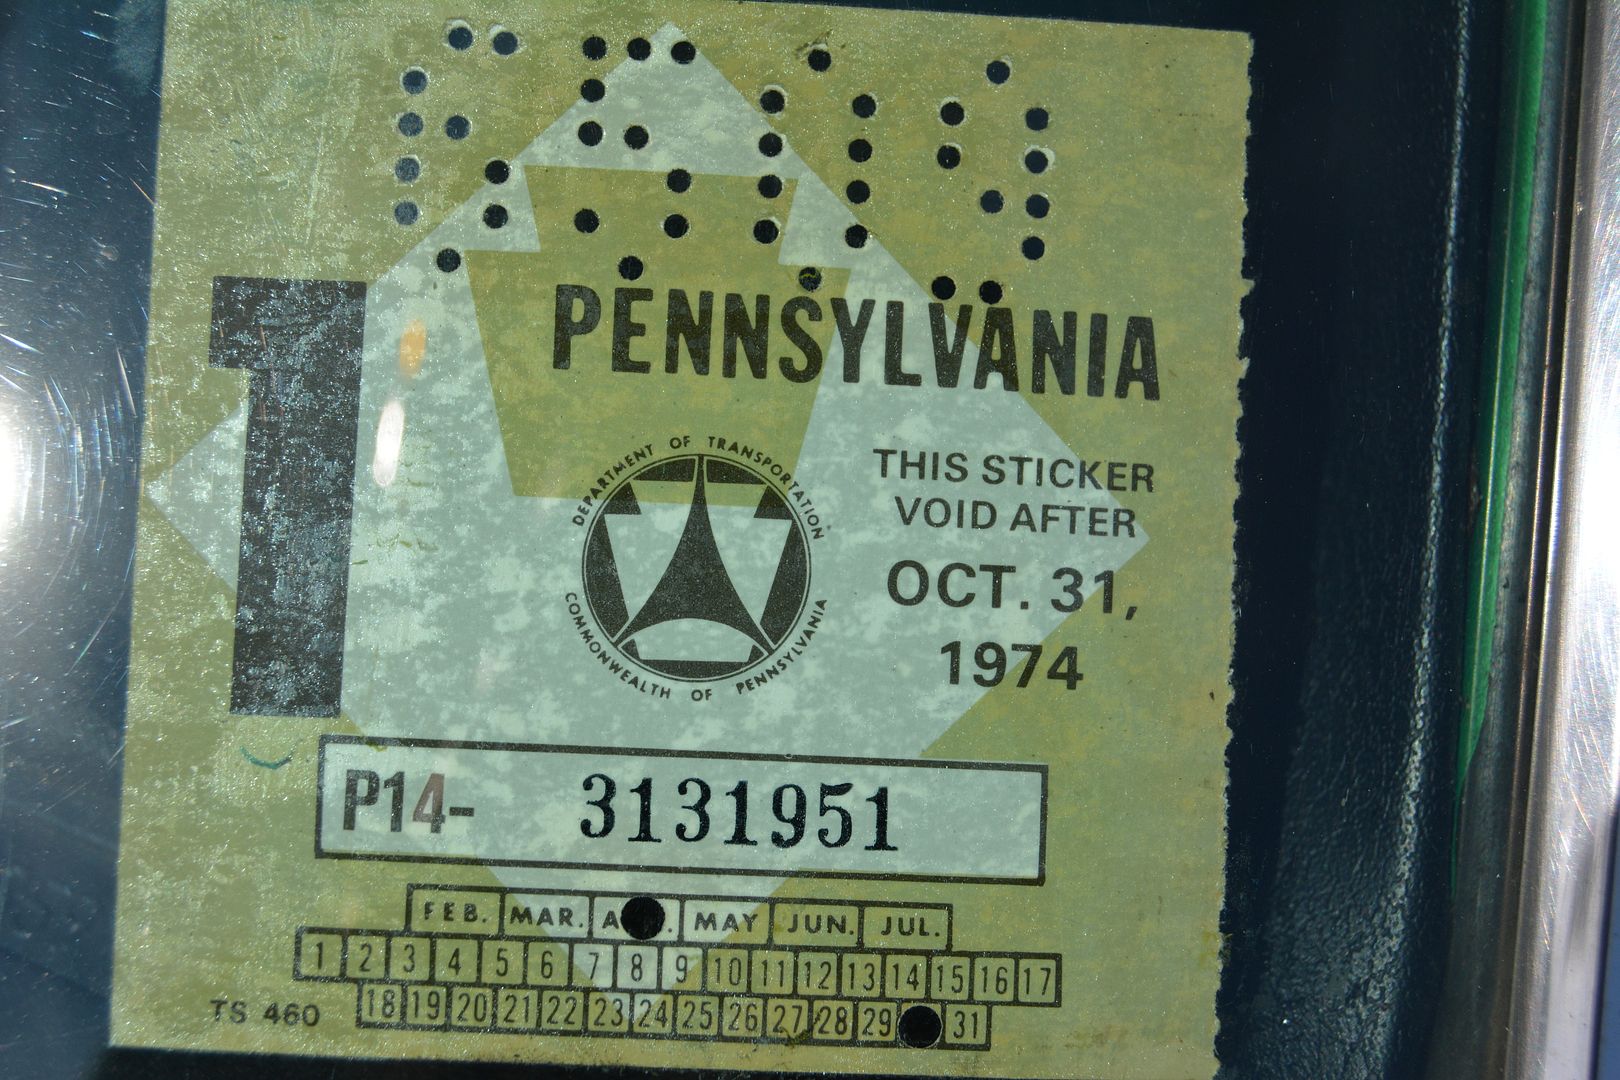 6509
1
PENNSYLVANIA
DEPARTMENT OF TRANSPORTATION
COMMONWEALTH OF PENNSYLVANIA
THIS STICKER
VOID AFTER
OCT. 31,
1974
P14- 3131951
FEB. MAR. A . MAY JUN. JUL.
1 2 3 4 5 6 7 8 9 10 11 12 13 14 15 16 17
18 19 20 21 22 23 24 25 26 27 28 29 31
TS 460